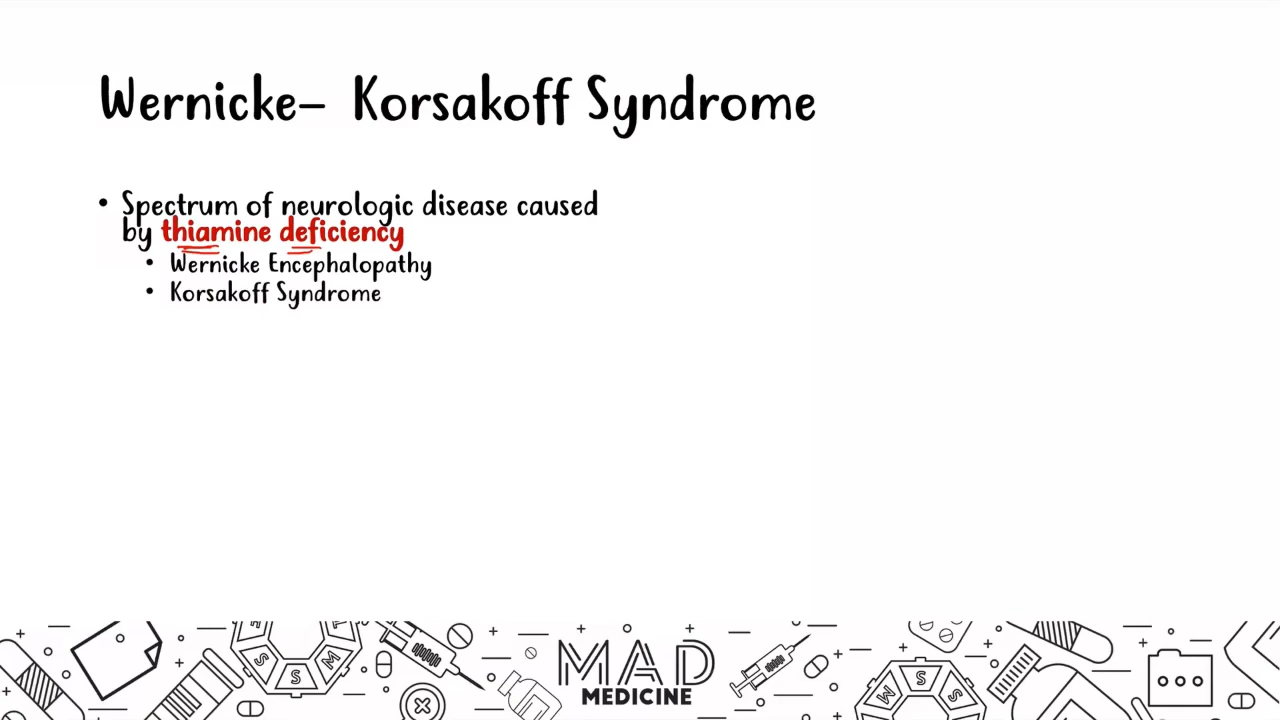 Wernicke- Korsakoff Syndrome
• Spectrum of neurologic disease caused
by thiamine deficiency
• Wernicke Encephalopathy
• Korsakoff Syndrome
MAD
MEDICINE
S S M
M S S